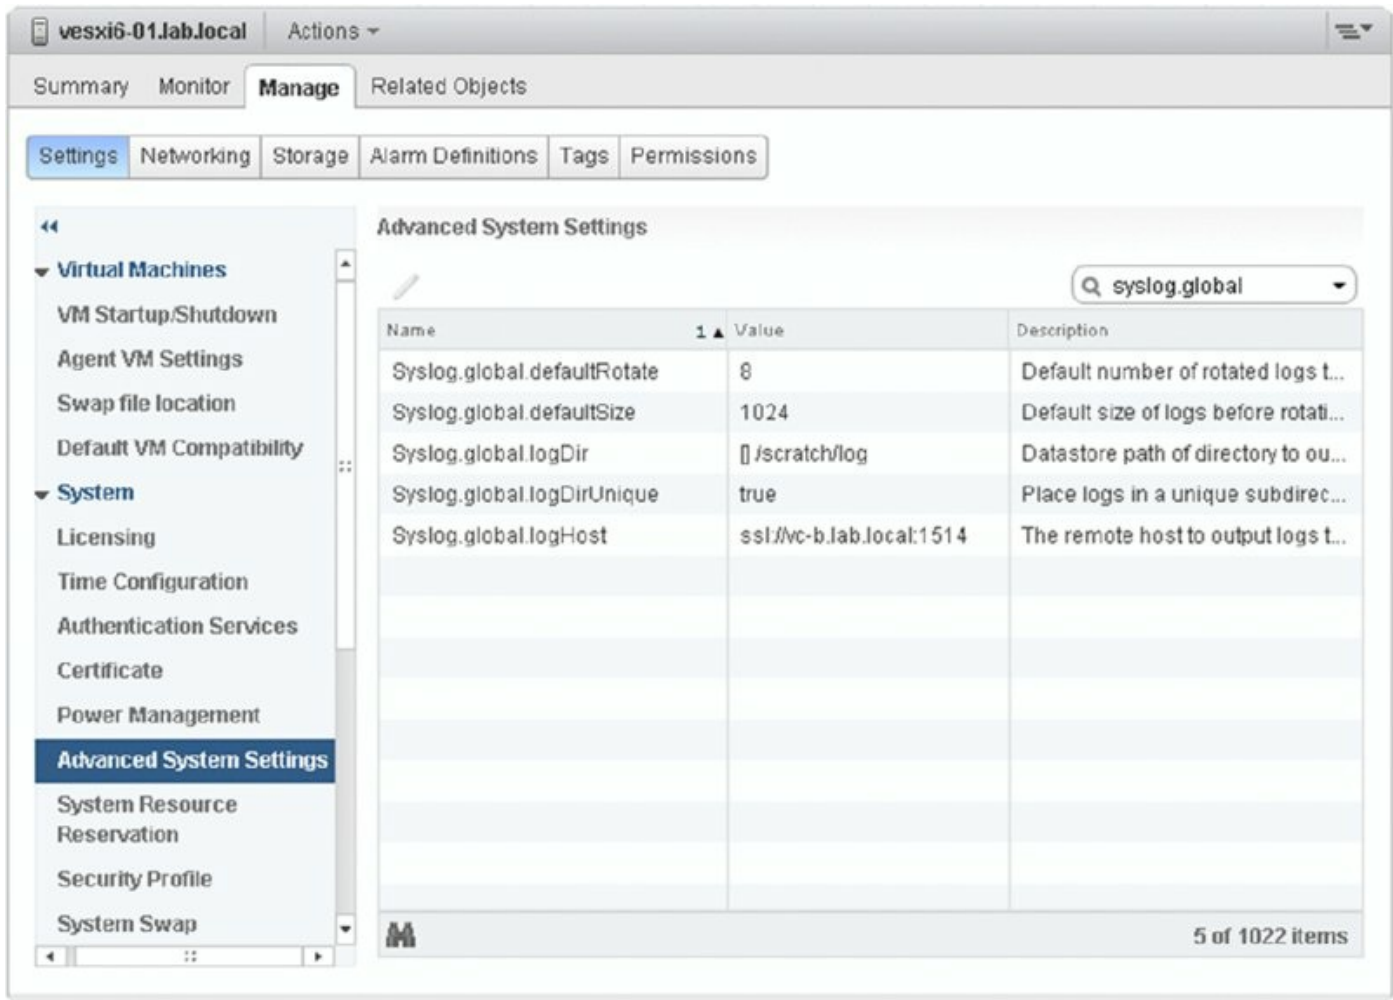 vesxi6-01.lab.local Actions
Summary Monitor Manage Related Objects
Settings Networking Storage Alarm Definitions Tags Permissions
Virtual Machines
VM Startup/Shutdown
Agent VM Settings
Swap file location
Default VM Compatibility
System
Licensing
Time Configuration
Authentication Services
Certificate
Power Management
Advanced System Settings
System Resource
Reservation
Security Profile
System Swap
Advanced System Settings
syslog.global
Name 1 Value Description
Syslog.global.defaultRotate 8 Default number of rotated logs t...
Syslog.global.defaultSize 1024 Default size of logs before rotati...
Syslog.global.logDir [] /scratch/log Datastore path of directory to ou...
Syslog.global.logDirUnique true Place logs in a unique subdirec...
Syslog.global.logHost ssl://vc-b.lab.local:1514 The remote host to output logs t...
5 of 1022 items